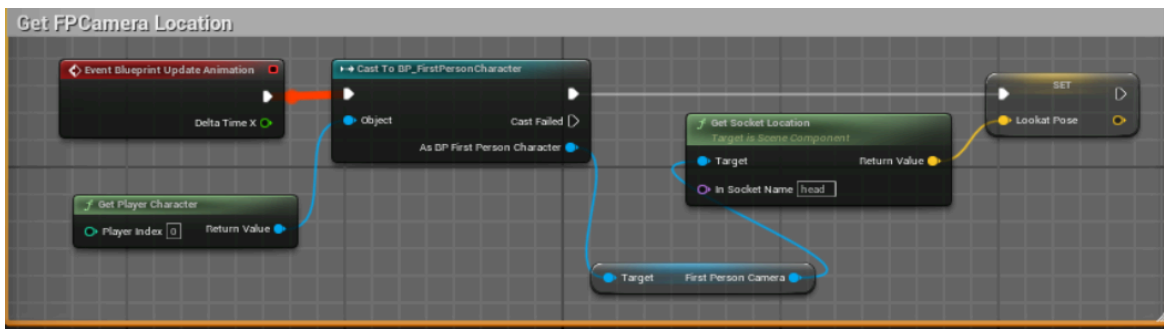 Get FPCamera Location
Event Blueprint Update Animation
Delta Time X
Cast To BP_FirstPersonCharacter
Object
Cast Failed
As BP First Person Character
Get Player Character
Player Index 0
Return Value
f Get Socket Location
Target is Scene Component
Target
Return Value
In Socket Name head
Target
First Person Camera
SET
Lookat Pose